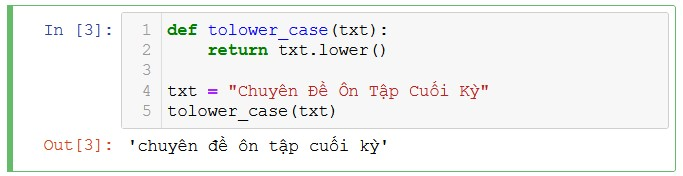 In [3]:
1 def tolower_case(txt):
2     return txt.lower()
3
4 txt = "Chuyên Đề Ôn Tập Cuối Kỳ"
5 tolower_case(txt)
Out[3]: 'chuyên đề ôn tập cuối kỳ'